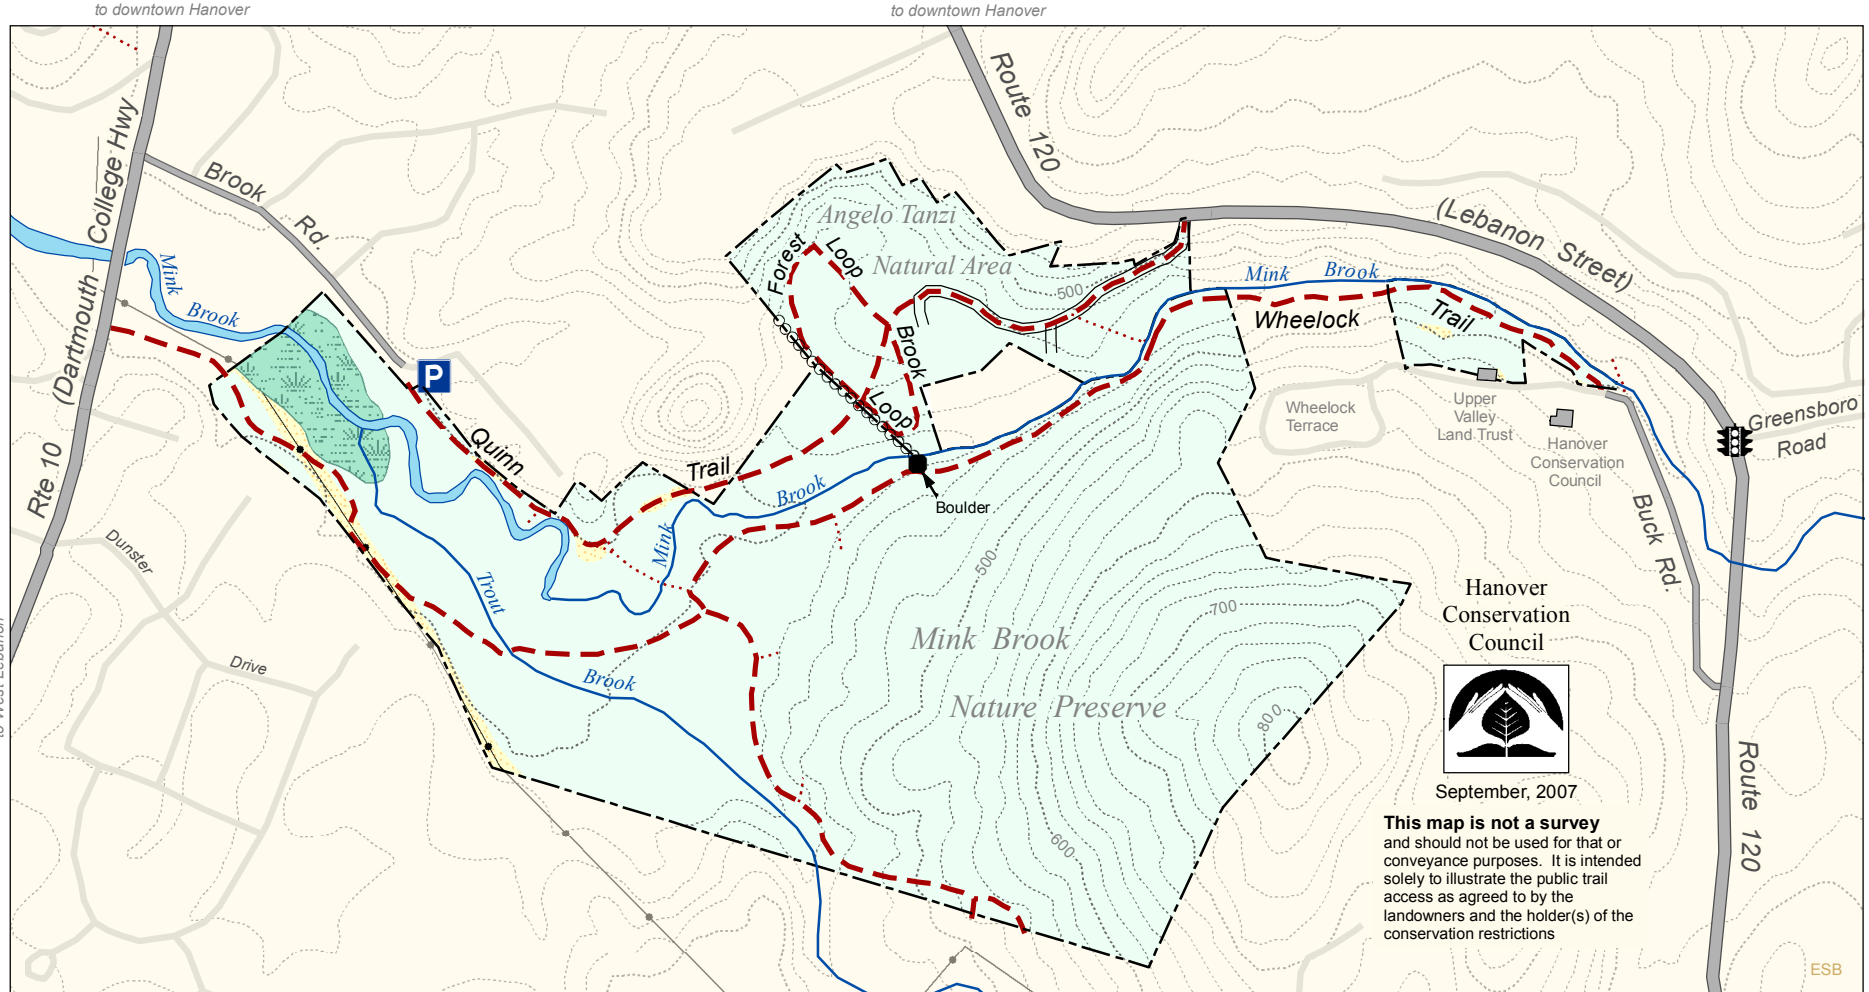 to downtown Hanover
to downtown Hanover
Rte 10 (Dartmouth College Hwy
Brook Rd.
Route 120
(Lebanon Street)
Mink Brook
P
Angelo Tanzi
Natural Area
Forest Loop
Brook Loop
500
Mink Brook
Wheelock Trail
Quinn Trail
Mink Brook
Boulder
Wheelock
Terrace
Upper
Valley
Land Trust
Hanover
Conservation
Council
Greensboro
Road
Buck Rd.
Dunster Drive
Trout Brook
500
700
800
600
Mink Brook
Nature Preserve
to West Lebanon
Hanover
Conservation
Council
September, 2007
This map is not a survey
and should not be used for that or
conveyance purposes. It is intended
solely to illustrate the public trail
access as agreed to by the
landowners and the holder(s) of the
conservation restrictions
Route 120
ESB